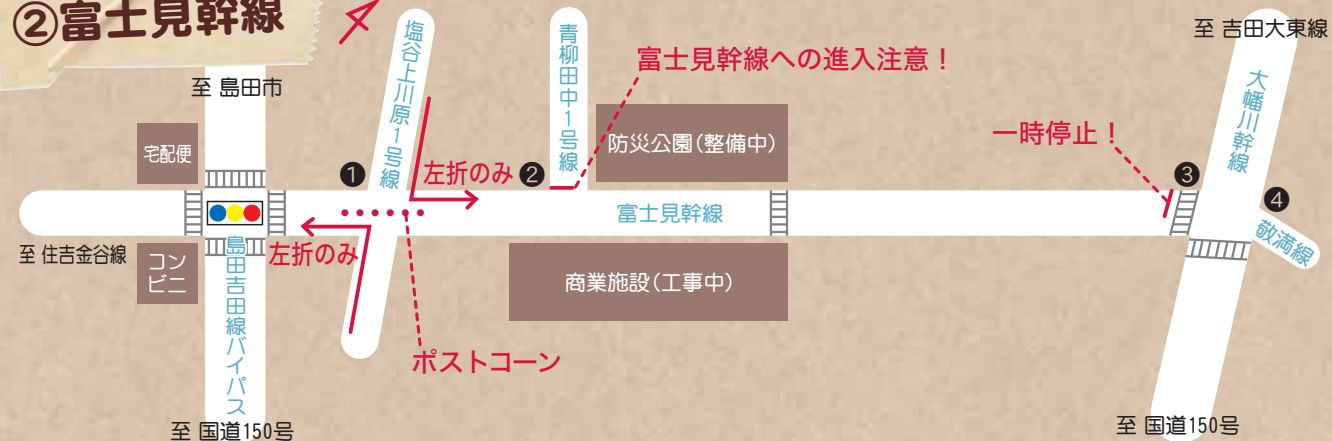 ②富士見幹線
至 島田市
宅配便
至 住吉金谷線
コン
ビニ
島田吉田線バイパス
至 国道150号
塩谷上川原1号線
❶
左折のみ
左折のみ
ポストコーン
青柳田中1号線
❷
富士見幹線への進入注意！
防災公園(整備中)
富士見幹線
商業施設(工事中)
一時停止！
❸
至 吉田大東線
大幡川幹線
❹
敬満線
至 国道150号